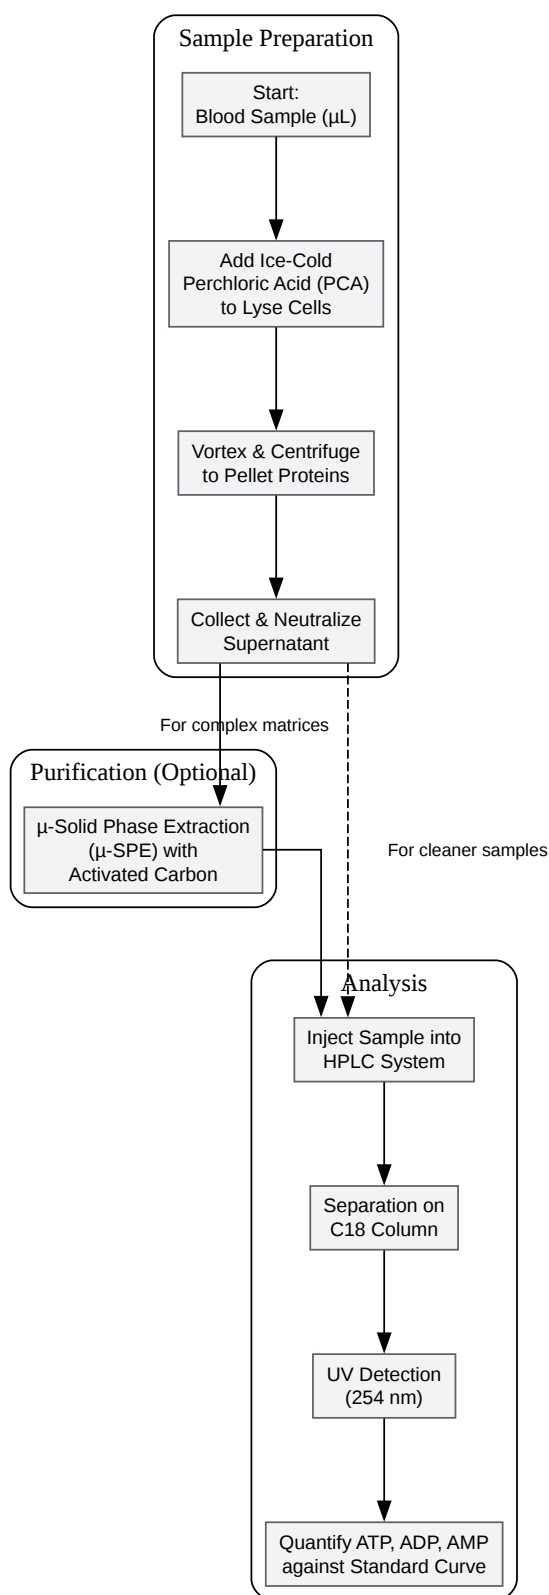 Sample Preparation
Start:
Blood Sample (µL)
Add Ice-Cold
Perchloric Acid (PCA)
to Lyse Cells
Vortex & Centrifuge
to Pellet Proteins
Collect & Neutralize
Supernatant
For complex matrices
Purification (Optional)
µ-Solid Phase Extraction
(µ-SPE) with
Activated Carbon
For cleaner samples
Analysis
Inject Sample into
HPLC System
Separation on
C18 Column
UV Detection
(254 nm)
Quantify ATP, ADP, AMP
against Standard Curve